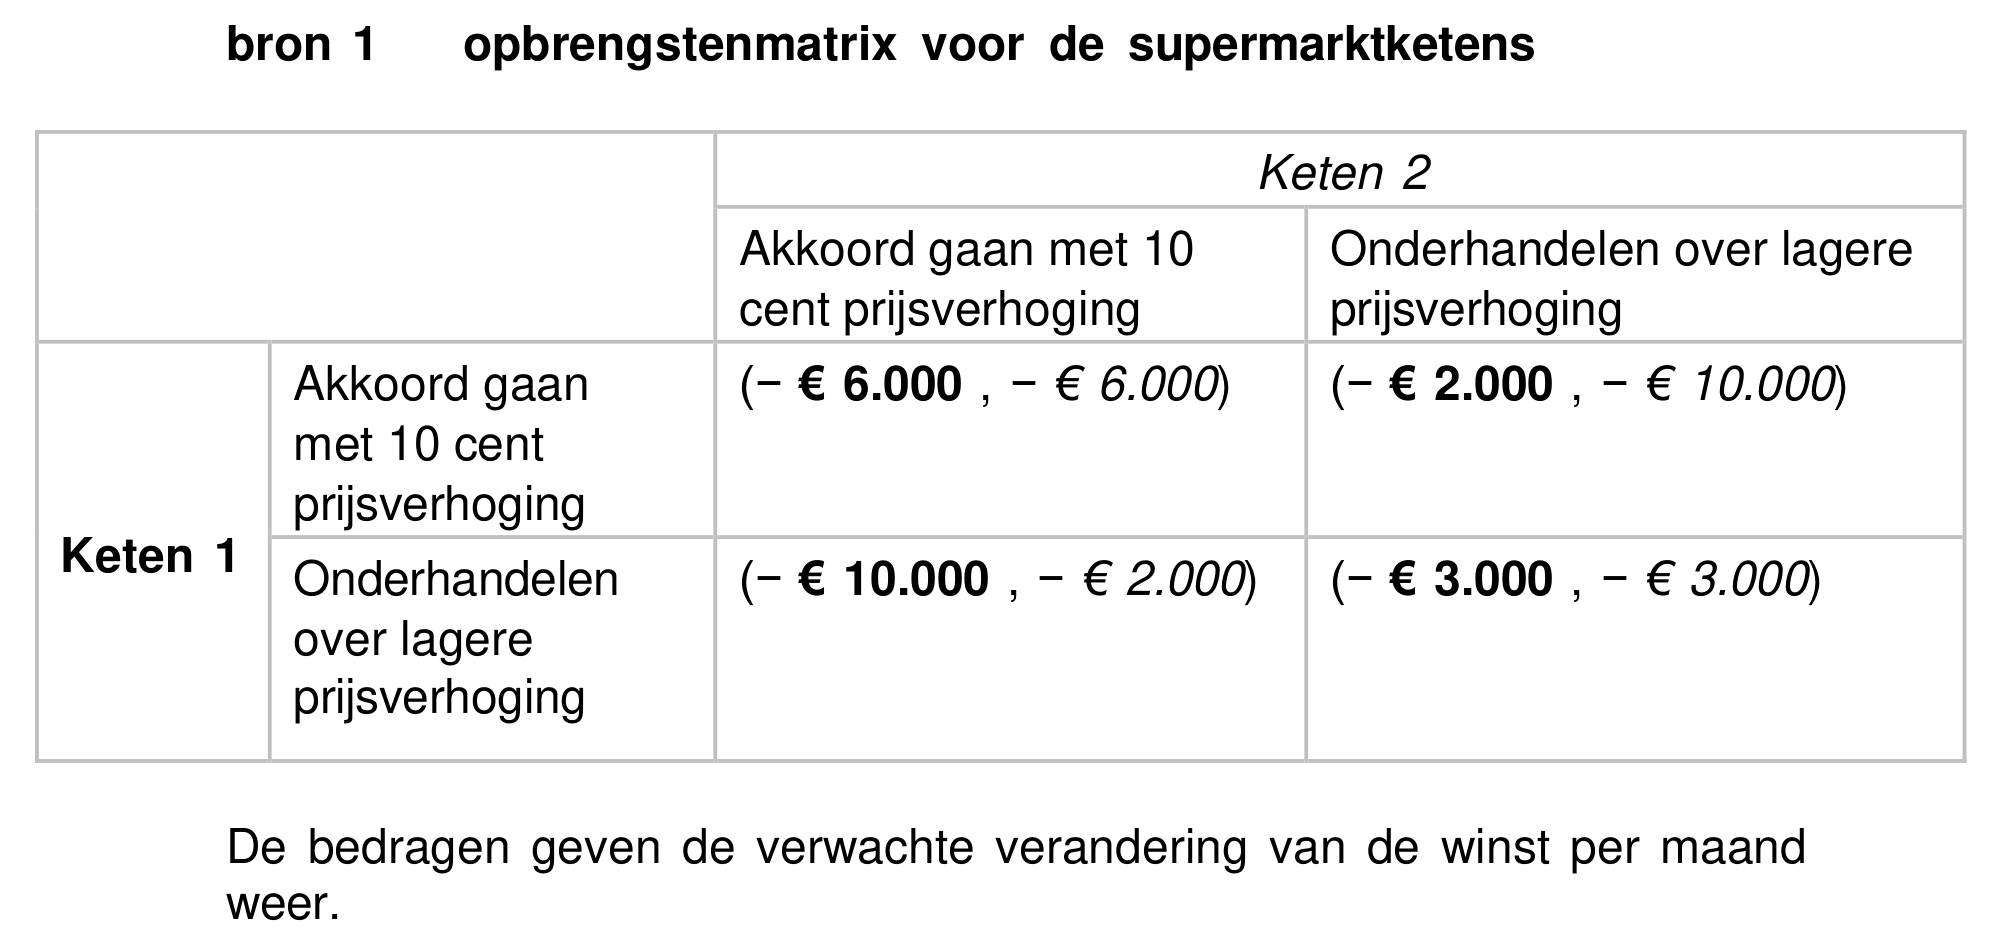 bron 1 opbrengstenmatrix voor de supermarktketens
Keten 2
Akkoord gaan met 10
cent prijsverhoging
Onderhandelen over lagere
prijsverhoging
Keten 1
Akkoord gaan
met 10 cent
prijsverhoging
(− € 6.000 , − € 6.000)
(− € 2.000 , − € 10.000)
Onderhandelen
over lagere
prijsverhoging
(− € 10.000 , − € 2.000)
(− € 3.000 , − € 3.000)
De bedragen geven de verwachte verandering van de winst per maand
weer.